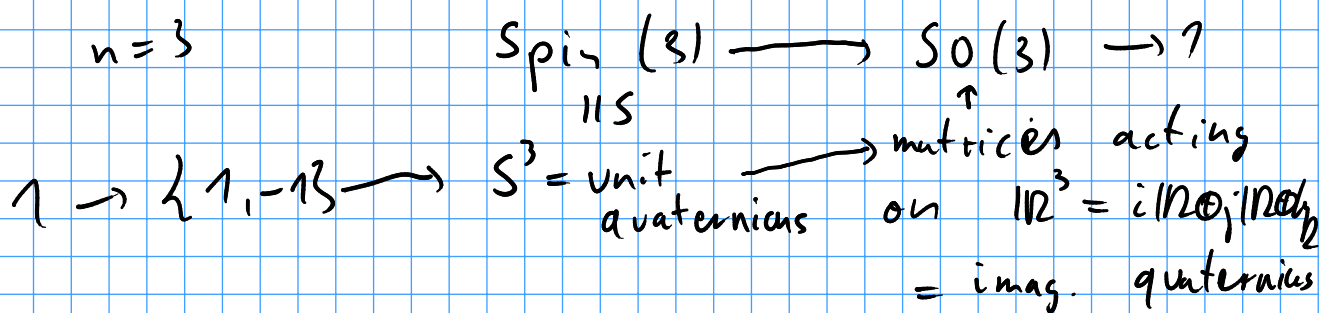 n = 3 Spin (3) → SO(3) → 1
≅ ↑
1 → {1, -1} → S³ = unit quaternions → matrices acting
on ℝ³ = iℝ⊕jℝ⊕kℝ
= imag. quaternions